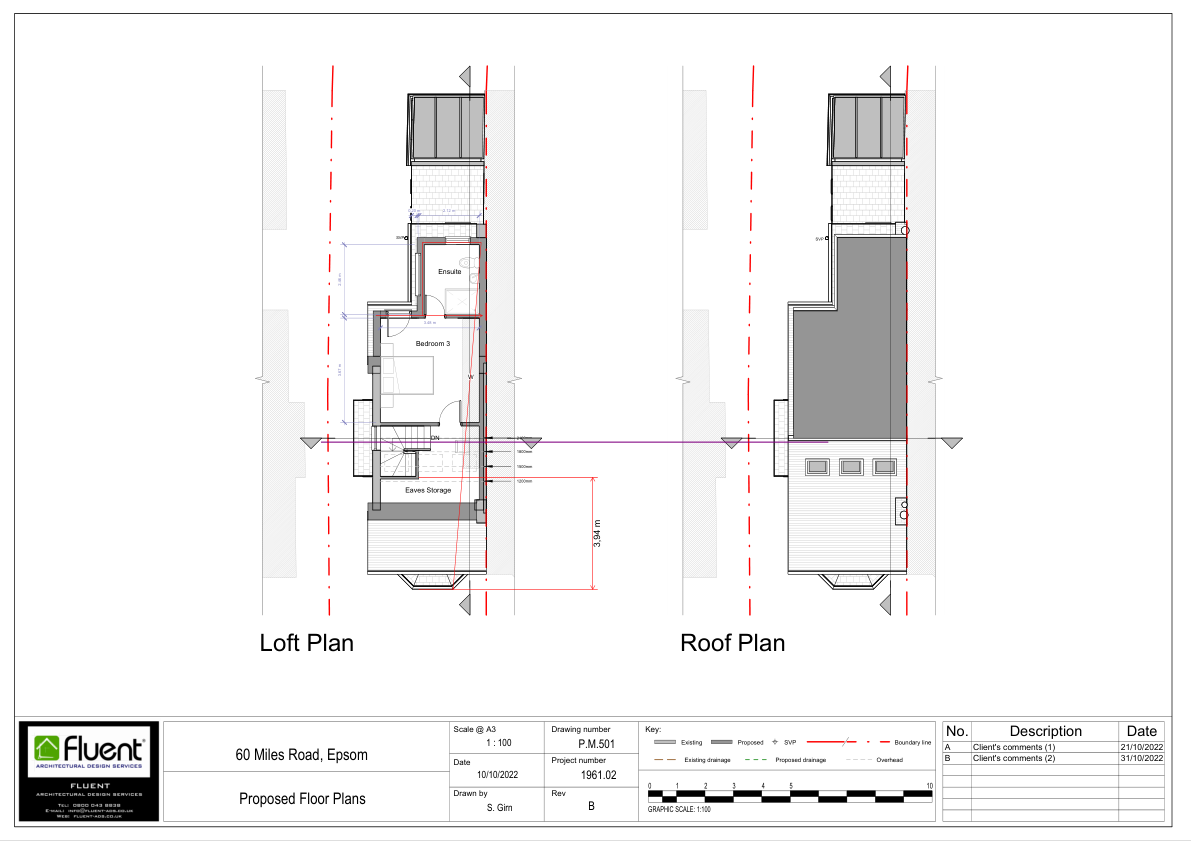 SVP
Ensuite
2.88 m
Bedroom 3
W
DN
1800mm
1500mm
1200mm
Eaves Storage
3,94 m
SVP
Loft Plan
Roof Plan
Fluent
ARCHITECTURAL DESIGN SERVICES
FLUENT
ARCHITECTURAL DESIGN SERVICES
Tel: 0800 043 8838
E-mail: info@fluent-ads.co.uk
Web: fluent-ads.co.uk
60 Miles Road, Epsom
Proposed Floor Plans
Scale @ A3
1 : 100
Date
10/10/2022
Drawn by
S. Girn
Drawing number
P.M.501
Project number
1961.02
Rev
B
Key:
Existing
Proposed
SVP
Boundary line
Existing drainage
Proposed drainage
Overhead
0 1 2 3 4 5 10
GRAPHIC SCALE: 1:100
No. Description Date
A Client's comments (1) 21/10/2022
B Client's comments (2) 31/10/2022